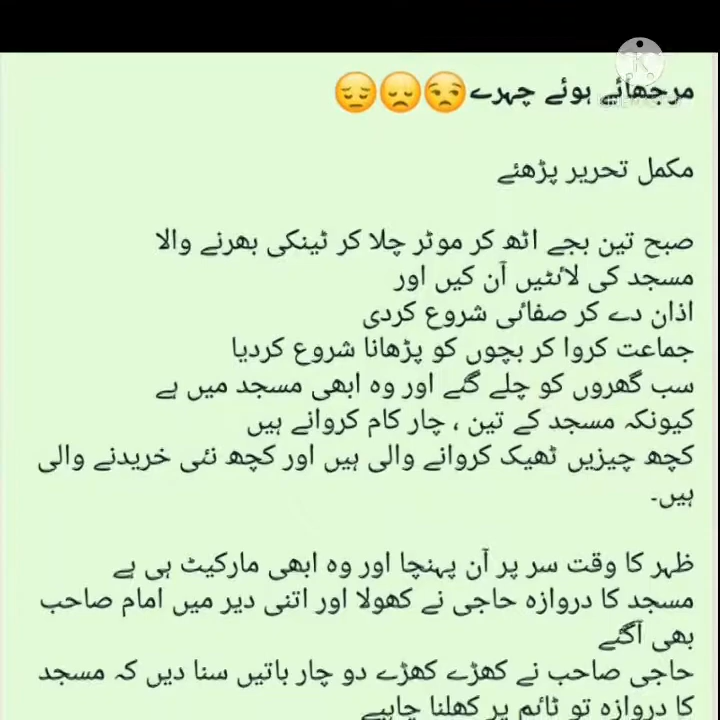 مرجھائے ہوئے چہرے😒😞😔
مکمل تحریر پڑھئے
صبح تین بجے اٹھ کر موٹر چلا کر ٹینکی بھرنے والا
مسجد کی لائٹیں آن کیں اور
اذان دے کر صفائی شروع کردی
جماعت کروا کر بچوں کو پڑھانا شروع کردیا
سب گھروں کو چلے گئے اور وہ ابھی مسجد میں ہے
کیونکہ مسجد کے تین ، چار کام کروانے ہیں
کچھ چیزیں ٹھیک کروانے والی ہیں اور کچھ نئی خریدنے والی
ہیں۔
ظہر کا وقت سر پر آن پہنچا اور وہ ابھی مارکیٹ ہی ہے
مسجد کا دروازہ حاجی نے کھولا اور اتنی دیر میں امام صاحب
بھی آگئے
حاجی صاحب نے کھڑے کھڑے دو چار باتیں سنا دیں کہ مسجد
کا دروازہ تو ٹائم پر کھلنا چاہیے